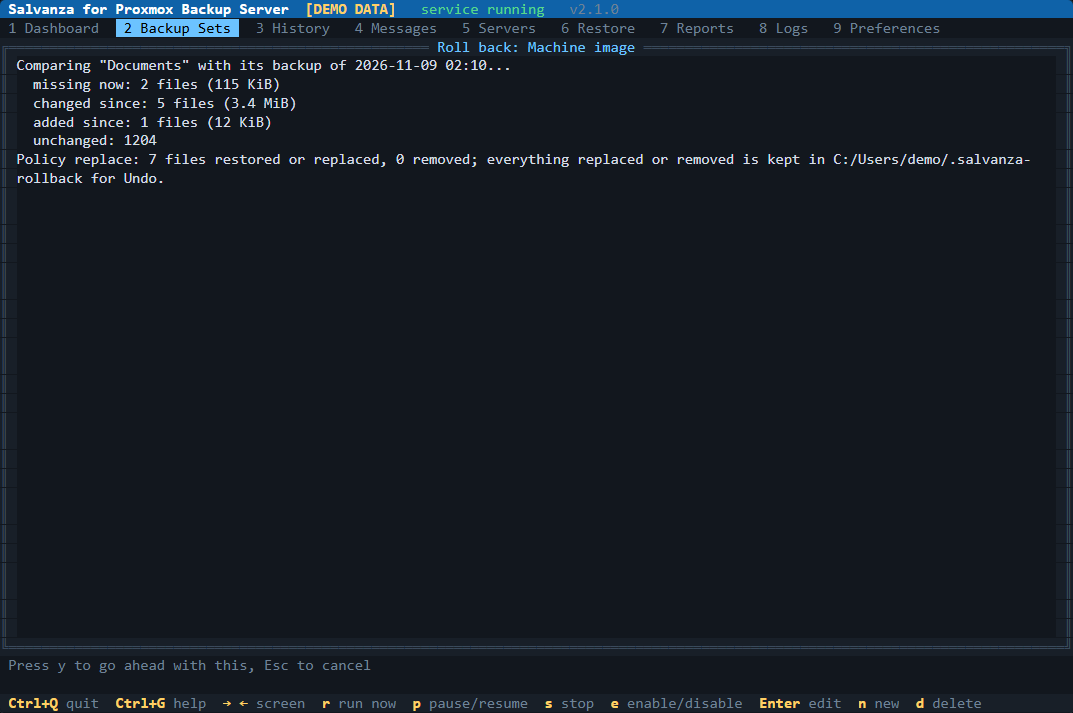 Salvanza for Proxmox Backup Server [DEMO DATA] service running v2.1.0
1 Dashboard 2 Backup Sets 3 History 4 Messages 5 Servers 6 Restore 7 Reports 8 Logs 9 Preferences
Roll back: Machine image
Comparing "Documents" with its backup of 2026-11-09 02:10...
missing now: 2 files (115 KiB)
changed since: 5 files (3.4 MiB)
added since: 1 files (12 KiB)
unchanged: 1204
Policy replace: 7 files restored or replaced, 0 removed; everything replaced or removed is kept in C:/Users/demo/.salvanza-
rollback for Undo.
Press y to go ahead with this, Esc to cancel
Ctrl+Q quit Ctrl+G help → ← screen r run now p pause/resume s stop e enable/disable Enter edit n new d delete